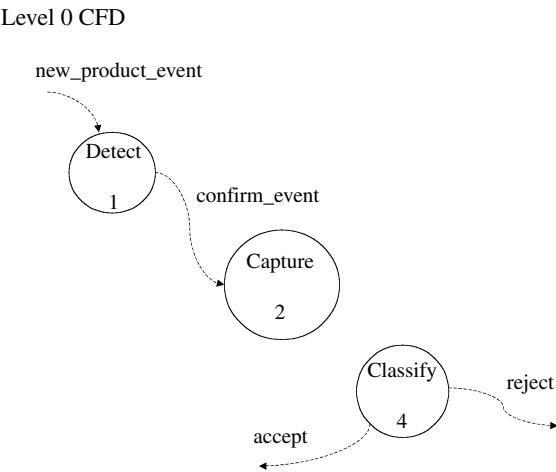 Level 0 CFD
new_product_event
Detect
1
confirm_event
Capture
2
Classify
4
reject
accept